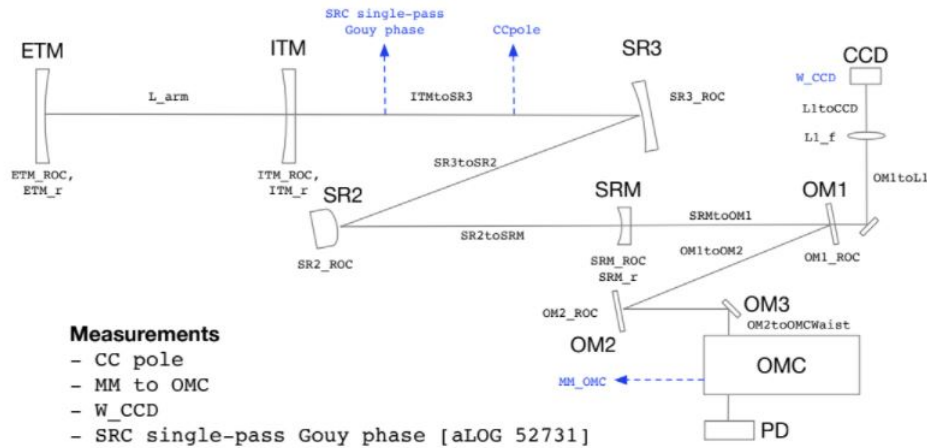 SRC single-pass
Gouy phase
CCpole
ETM
ITM
SR3
CCD
W_CCD
L_arm
ITMtoSR3
SR3_ROC
L1toCCD
L1_f
ETM_ROC,
ETM_r
ITM_ROC,
ITM_r
SR3toSR2
OM1toL1
SR2
SRM
OM1
SRMtoOM1
SR2toSRM
OM1toOM2
OM1_ROC
SR2_ROC
SRM_ROC
SRM_r
OM2_ROC
OM3
OM2toOMCWaist
OM2
OMC
MM_OMC
PD
Measurements
- CC pole
- MM to OMC
- W_CCD
- SRC single-pass Gouy phase [aLOG 52731]